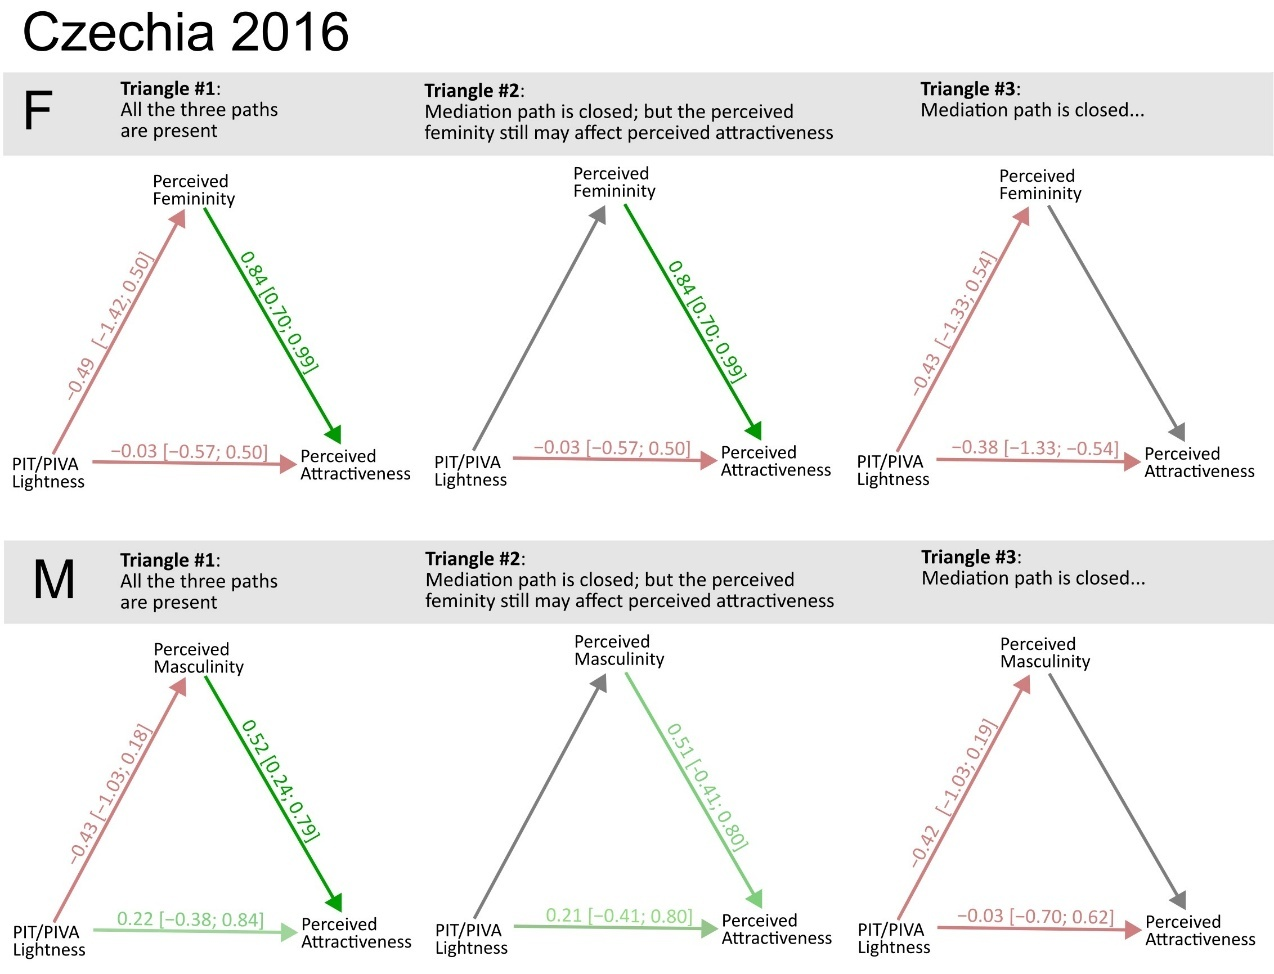 Czechia 2016
F
Triangle #1:
All the three paths
are present
Triangle #2:
Mediation path is closed; but the perceived
feminity still may affect perceived attractiveness
Triangle #3:
Mediation path is closed...
Perceived
Femininity
−0.49 [−1.42; 0.50]
0.84 [0.70; 0.99]
−0.03 [−0.57; 0.50]
PIT/PIVA
Lightness
Perceived
Attractiveness
Perceived
Femininity
0.84 [0.70; 0.99]
−0.03 [−0.57; 0.50]
PIT/PIVA
Lightness
Perceived
Attractiveness
Perceived
Femininity
−0.43 [−1.33; 0.54]
−0.38 [−1.33; −0.54]
PIT/PIVA
Lightness
Perceived
Attractiveness
M
Triangle #1:
All the three paths
are present
Triangle #2:
Mediation path is closed; but the perceived
feminity still may affect perceived attractiveness
Triangle #3:
Mediation path is closed...
Perceived
Masculinity
−0.43 [−1.03; 0.18]
0.52 [0.24; 0.79]
0.22 [−0.38; 0.84]
PIT/PIVA
Lightness
Perceived
Attractiveness
Perceived
Masculinity
0.51 [-0.41; 0.80]
0.21 [−0.41; 0.80]
PIT/PIVA
Lightness
Perceived
Attractiveness
Perceived
Masculinity
−0.42 [−1.03; 0.19]
−0.03 [−0.70; 0.62]
PIT/PIVA
Lightness
Perceived
Attractiveness